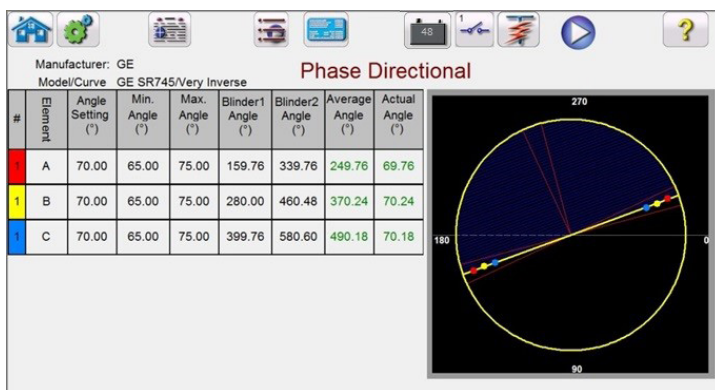 48
1
?
Manufacturer: GE
Phase Directional
Model/Curve GE SR745/Very Inverse
# Element Angle Setting (°) Min. Angle (°) Max. Angle (°) Blinder1 Angle (°) Blinder2 Angle (°) Average Angle (°) Actual Angle (°)
1 A 70.00 65.00 75.00 159.76 339.76 249.76 69.76
1 B 70.00 65.00 75.00 280.00 460.48 370.24 70.24
1 C 70.00 65.00 75.00 399.76 580.60 490.18 70.18
270
180 0
90